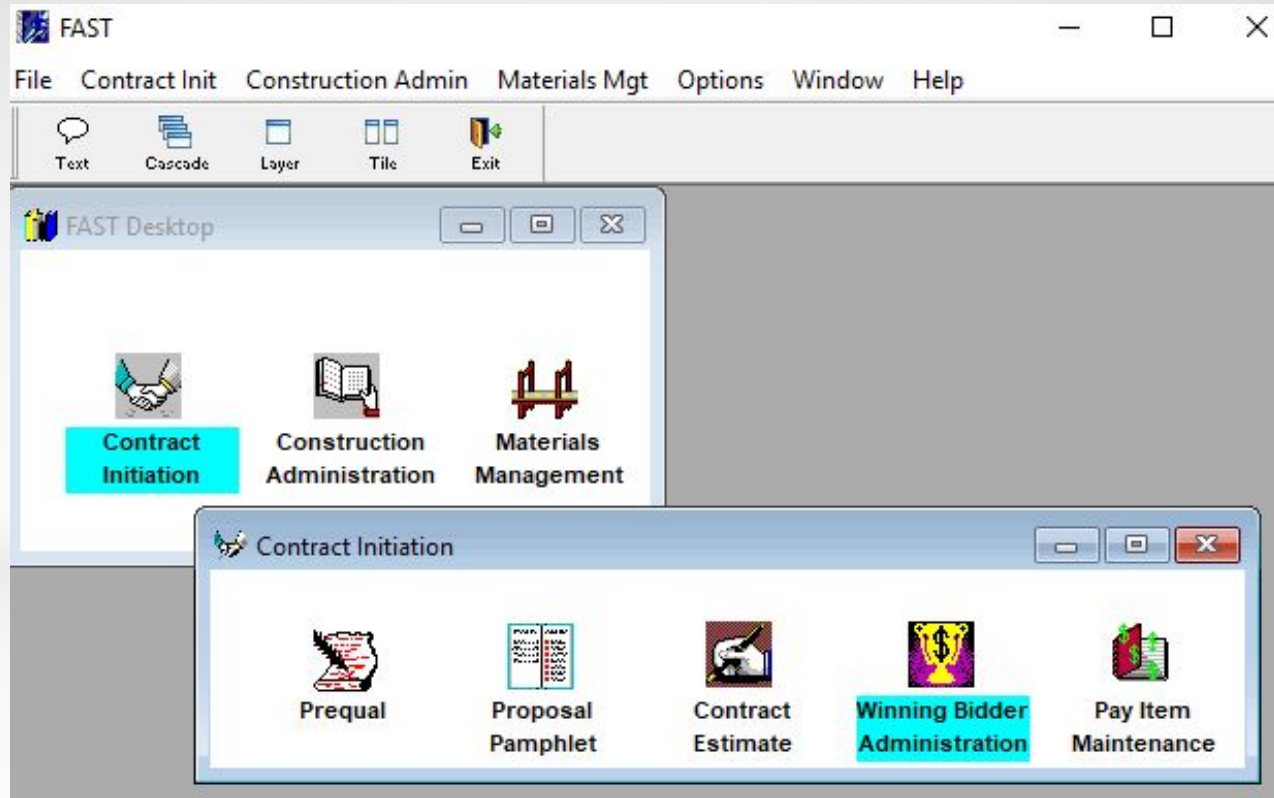 FAST
File Contract Init Construction Admin Materials Mgt Options Window Help
Text Cascade Layer Tile Exit
FAST Desktop
Contract Initiation
Construction Administration
Materials Management
Contract Initiation
Prequal
Proposal Pamphlet
Contract Estimate
Winning Bidder Administration
Pay Item Maintenance